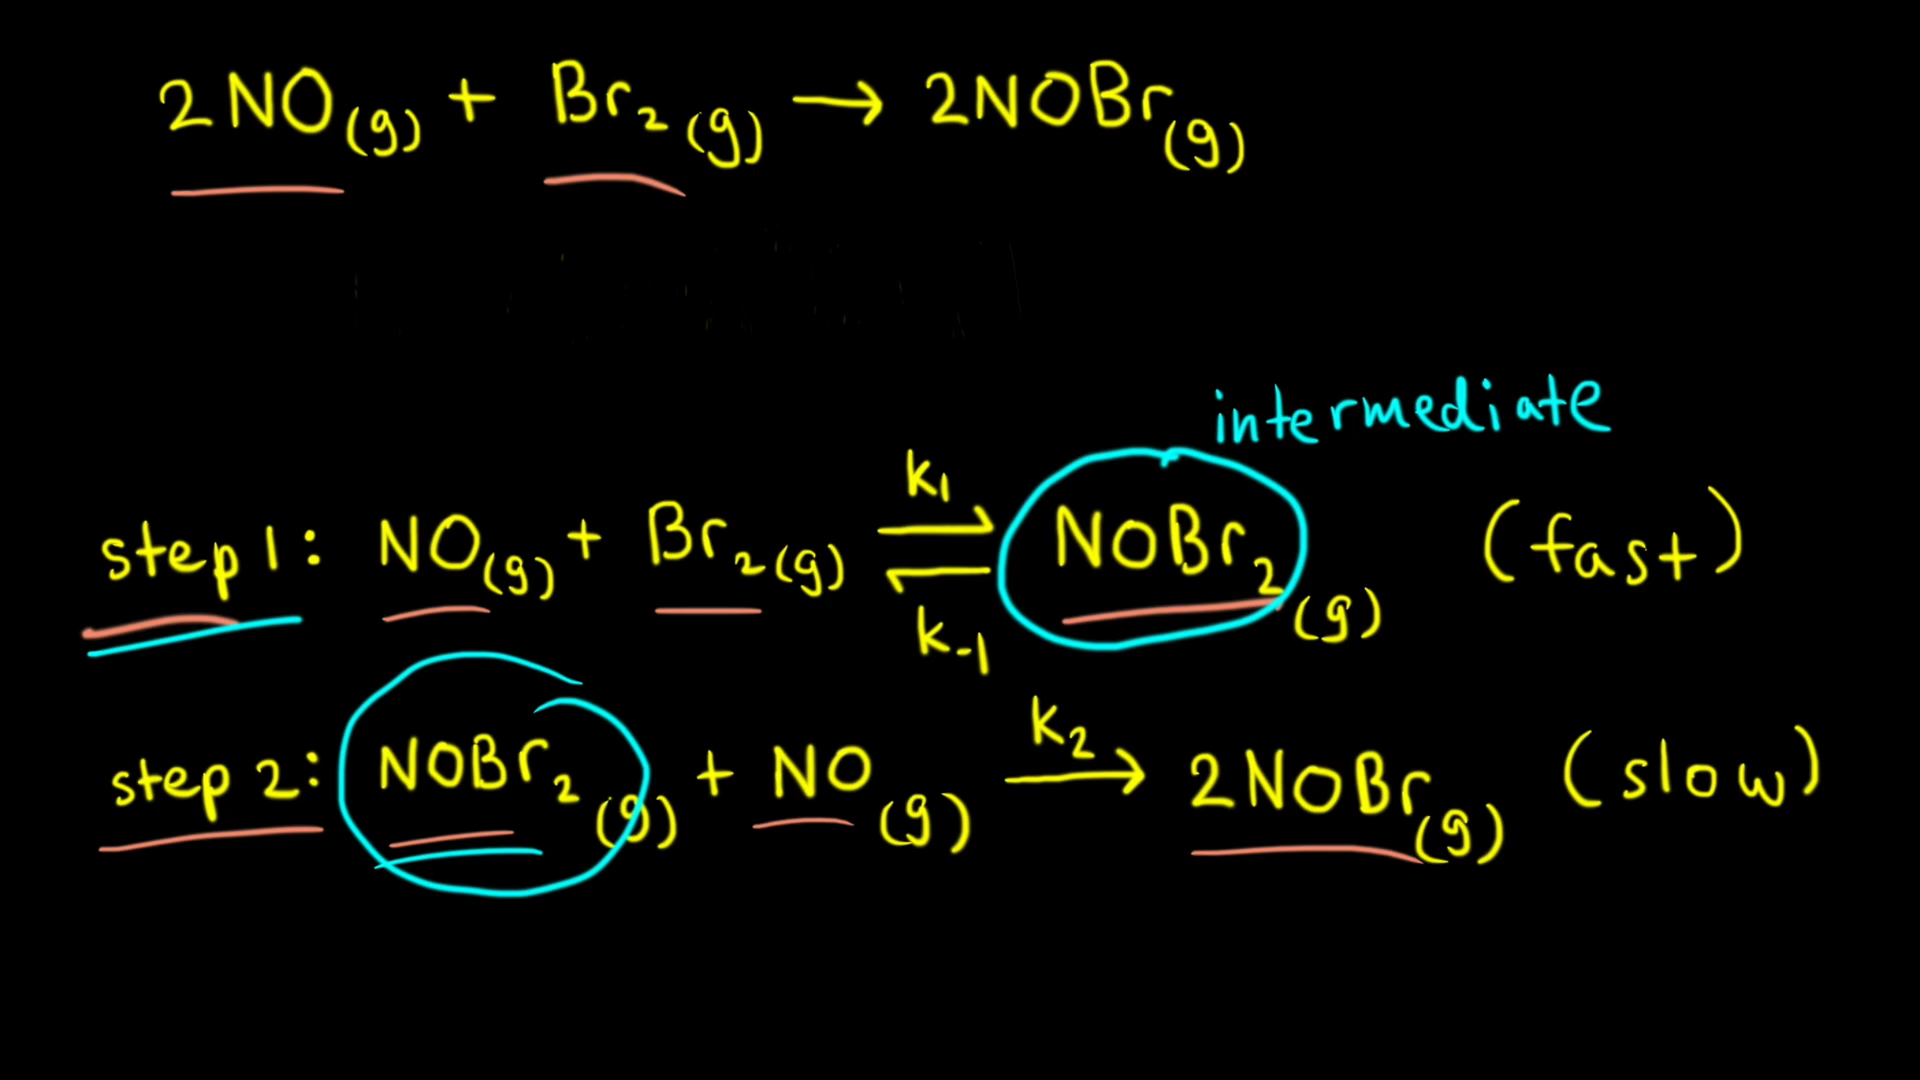 2NO(g) + Br₂(g) → 2NOBr(g)
intermediate
step 1: NO(g) + Br₂(g) k₁ ⇌ k₋₁ NOBr₂(g) (fast)
step 2: NOBr₂(g) + NO(g) k₂ → 2NOBr(g) (slow)